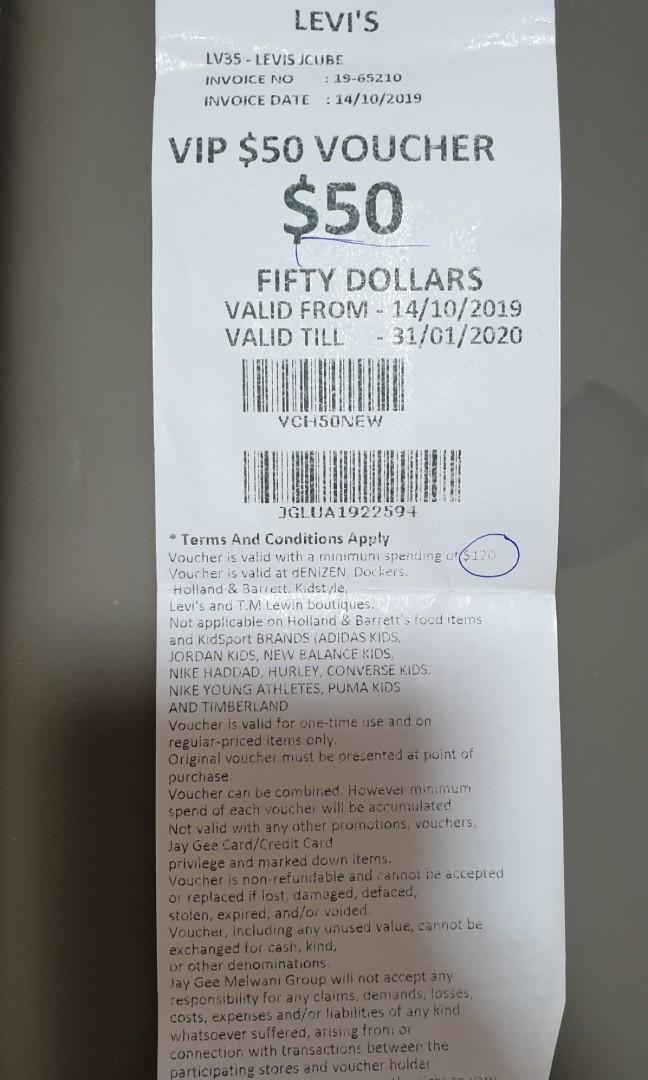 LEVI'S
LV35 - LEVIS JCUBE
INVOICE NO : 19-65210
INVOICE DATE : 14/10/2019
VIP $50 VOUCHER
$50
FIFTY DOLLARS
VALID FROM - 14/10/2019
VALID TILL - 31/01/2020
VCH50NEW
JGLUA1922594
* Terms And Conditions Apply
Voucher is valid with a minimum spending of $120
Voucher is valid at dENiZEN, Dockers,
Holland & Barrett, Kidstyle,
Levi's and T.M.Lewin boutiques.
Not applicable on Holland & Barrett's food items
and KidSport BRANDS (ADIDAS KIDS,
JORDAN KIDS, NEW BALANCE KIDS,
NIKE HADDAD, HURLEY, CONVERSE KIDS,
NIKE YOUNG ATHLETES, PUMA KIDS
AND TIMBERLAND
Voucher is valid for one-time use and on
regular-priced items only.
Original voucher must be presented at point of
purchase.
Voucher can be combined. However minimum
spend of each voucher will be accumulated
Not valid with any other promotions, vouchers,
Jay Gee Card/Credit Card
privilege and marked down items.
Voucher is non-refundable and cannot be accepted
or replaced if lost, damaged, defaced,
stolen, expired, and/or voided.
Voucher, including any unused value, cannot be
exchanged for cash, kind,
or other denominations.
Jay Gee Melwani Group will not accept any
responsibility for any claims, demands, losses,
costs, expenses and/or liabilities of any kind
whatsoever suffered, arising from or
connection with transactions between the
participating stores and voucher holder